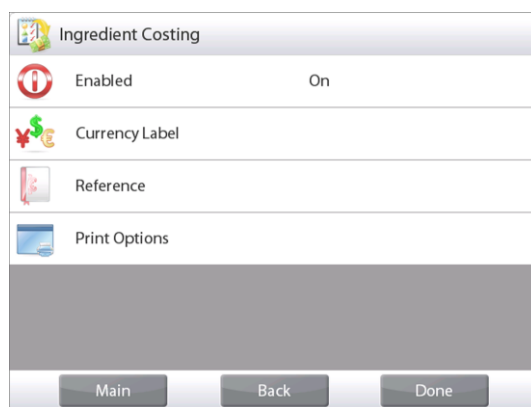 Ingredient Costing
Enabled On
Currency Label
Reference
Print Options
Main Back Done